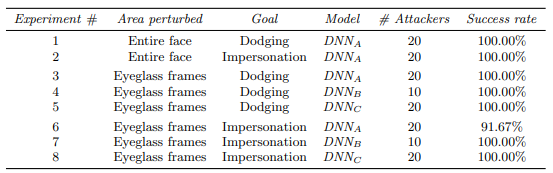 Experiment # Area perturbed Goal Model # Attackers Success rate
1 Entire face Dodging DNN_A 20 100.00%
2 Entire face Impersonation DNN_A 20 100.00%
3 Eyeglass frames Dodging DNN_A 20 100.00%
4 Eyeglass frames Dodging DNN_B 10 100.00%
5 Eyeglass frames Dodging DNN_C 20 100.00%
6 Eyeglass frames Impersonation DNN_A 20 91.67%
7 Eyeglass frames Impersonation DNN_B 10 100.00%
8 Eyeglass frames Impersonation DNN_C 20 100.00%